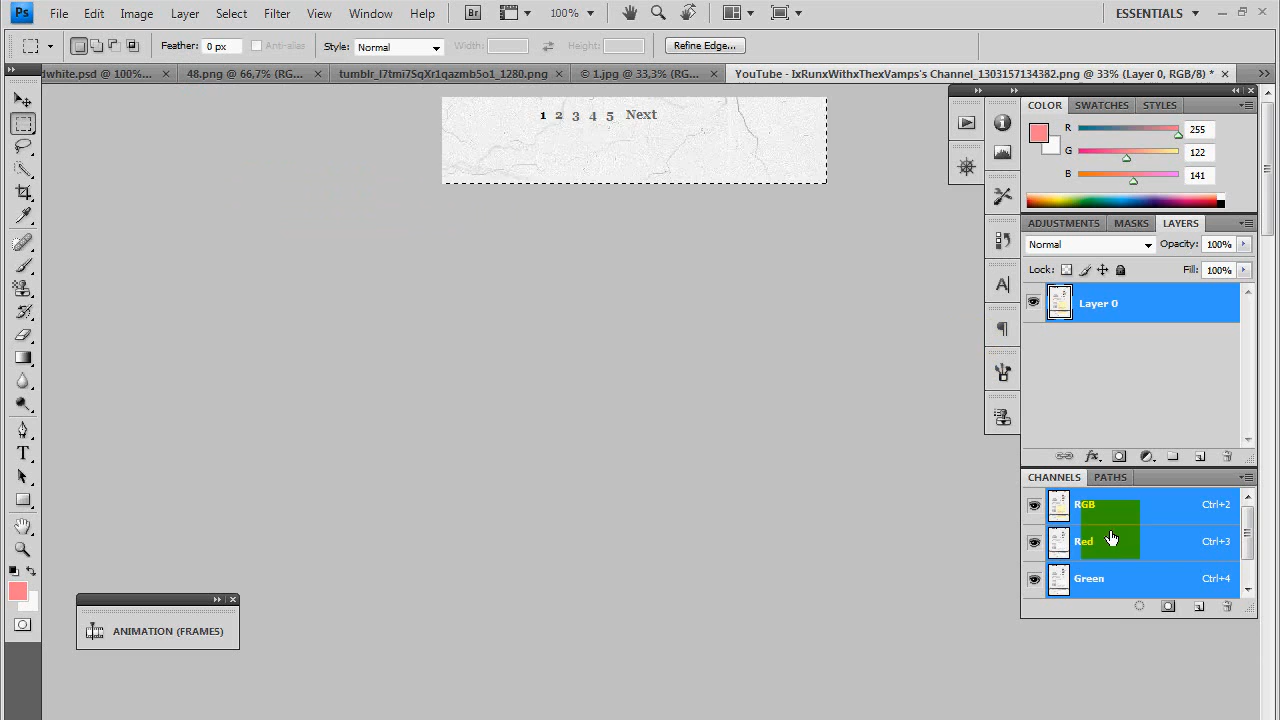 Ps File Edit Image Layer Select Filter View Window Help Br 100% ESSENTIALS
Feather: 0 px Anti-alias Style: Normal Width: Height: Refine Edge...
dwhite.psd @ 100%... × 48.png @ 66,7% (RG... × tumblr_l7tmi7SqXr1qazmb5o1_1280.png × © 1.jpg @ 33,3% (RG... × YouTube - IxRunxWithxThexVamps's Channel_1303157134382.png @ 33% (Layer 0, RGB/8) * ×
1 2 3 4 5 Next
COLOR SWATCHES STYLES
R 255
G 122
B 141
ADJUSTMENTS MASKS LAYERS
Normal Opacity: 100%
Lock: Fill: 100%
Layer 0
CHANNELS PATHS
RGB Ctrl+2
Red Ctrl+3
Green Ctrl+4
ANIMATION (FRAMES)